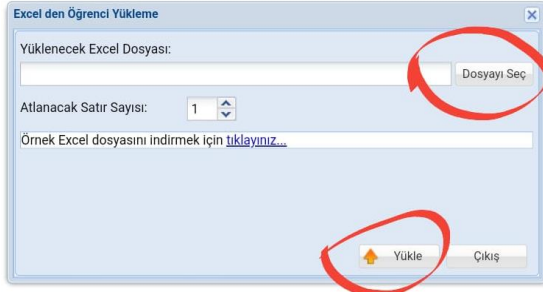 Excel den Öğrenci Yükleme
Yüklenecek Excel Dosyası:
Dosyayı Seç
Atlanacak Satır Sayısı: 1
Örnek Excel dosyasını indirmek için tıklayınız...
Yükle Çıkış